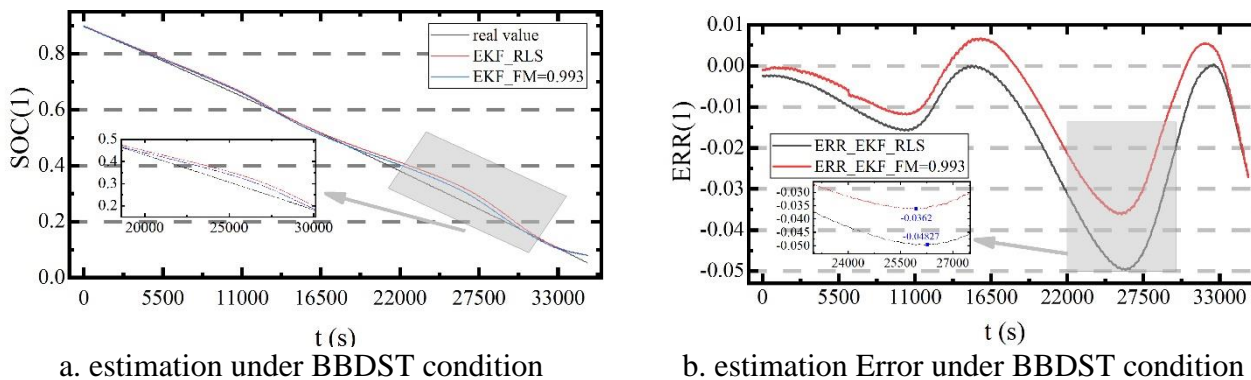 real value
EKF_RLS
EKF_FM=0.993
SOC(1)
0.8
0.6
0.4
0.2
0.0
0.5
0.4
0.3
0.2
20000 25000 30000
0 5500 11000 16500 22000 27500 33000
t (s)
a. estimation under BBDST condition
0.01
0.00
-0.01
-0.02
-0.03
-0.04
-0.05
ERR(1)
ERR_EKF_RLS
ERR_EKF_FM=0.993
-0.030
-0.035
-0.040
-0.045
-0.050
-0.0362
-0.04827
24000 25500 27000
0 5500 11000 16500 22000 27500 33000
t (s)
b. estimation Error under BBDST condition